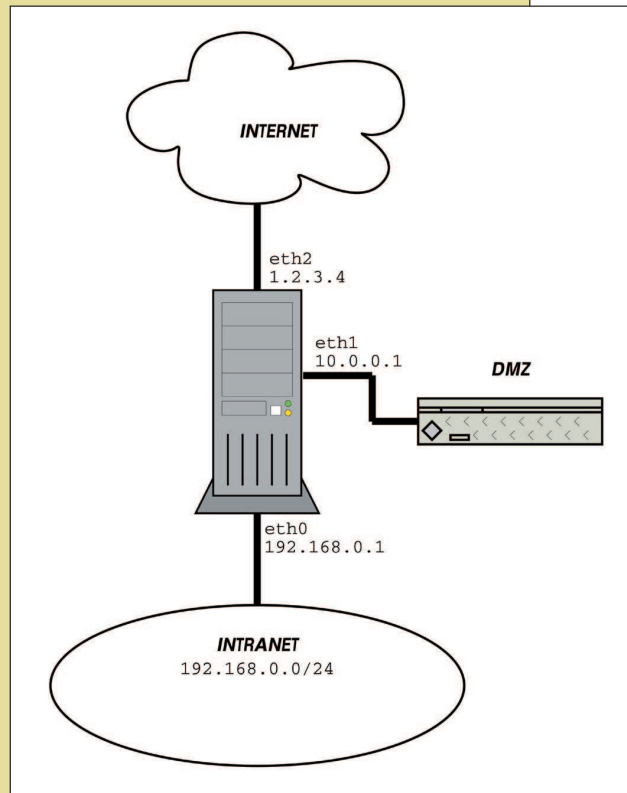 INTERNET
eth2
1.2.3.4
eth1
10.0.0.1
DMZ
eth0
192.168.0.1
INTRANET
192.168.0.0/24